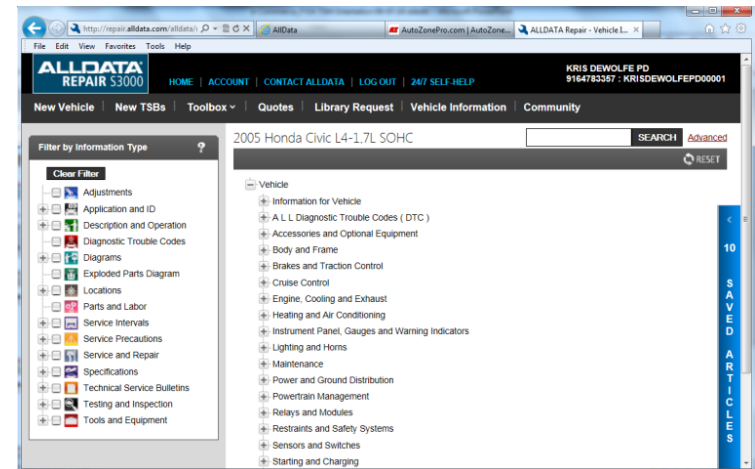 http://repair.alldata.com/alldata/i
AllData
AutoZonePro.com | AutoZone...
ALLDATA Repair - Vehicle I...
File Edit View Favorites Tools Help
ALLDATA
REPAIR S3000
HOME | ACCOUNT | CONTACT ALLDATA | LOG OUT | 24/7 SELF-HELP
KRIS DEWOLFE PD
9164783357 : KRISDEWOLFEPD00001
New Vehicle | New TSBs | Toolbox | Quotes | Library Request | Vehicle Information | Community
Filter by Information Type ?
Clear Filter
Adjustments
Application and ID
Description and Operation
Diagnostic Trouble Codes
Diagrams
Exploded Parts Diagram
Locations
Parts and Labor
Service Intervals
Service Precautions
Service and Repair
Specifications
Technical Service Bulletins
Testing and Inspection
Tools and Equipment
2005 Honda Civic L4-1.7L SOHC
SEARCH Advanced
RESET
Vehicle
Information for Vehicle
A L L Diagnostic Trouble Codes ( DTC )
Accessories and Optional Equipment
Body and Frame
Brakes and Traction Control
Cruise Control
Engine, Cooling and Exhaust
Heating and Air Conditioning
Instrument Panel, Gauges and Warning Indicators
Lighting and Horns
Maintenance
Power and Ground Distribution
Powertrain Management
Relays and Modules
Restraints and Safety Systems
Sensors and Switches
Starting and Charging
10 SAVED ARTICLES